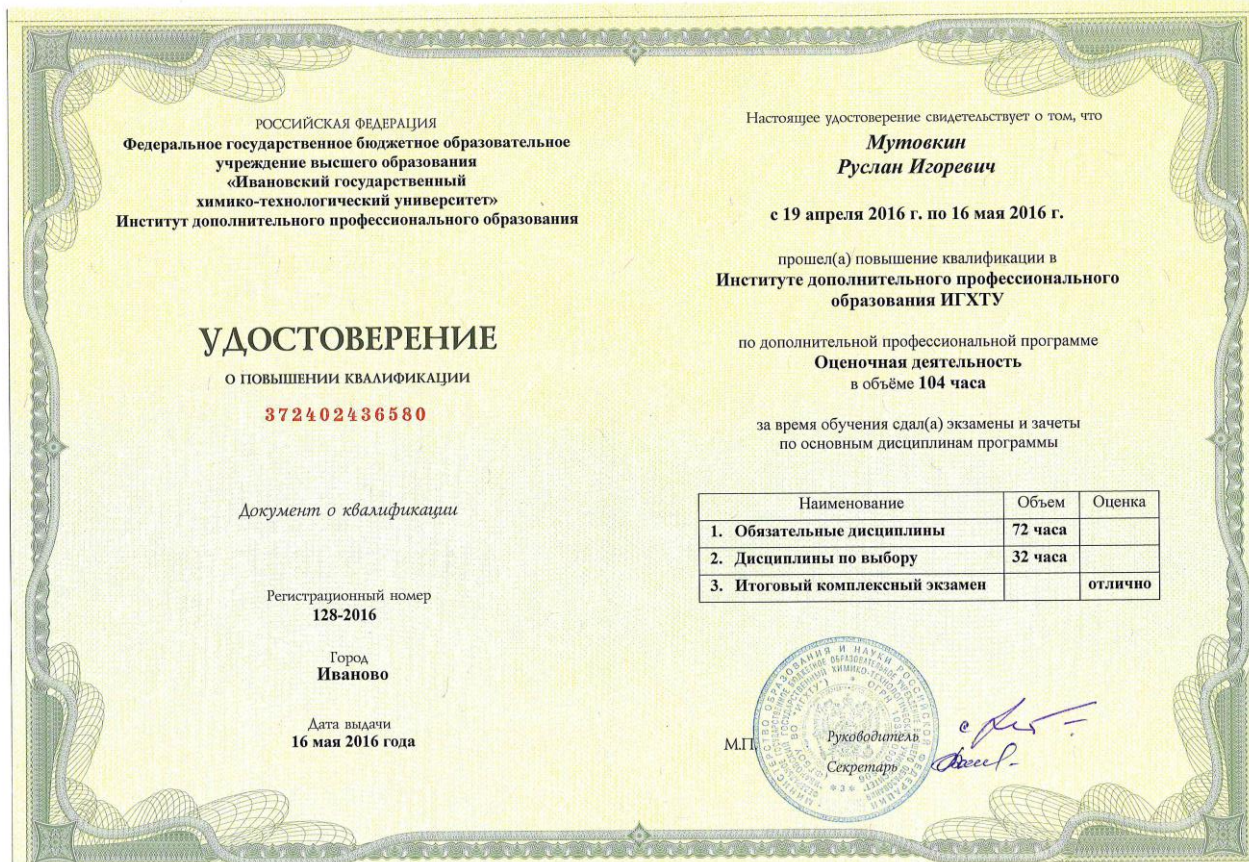 РОССИЙСКАЯ ФЕДЕРАЦИЯ
Федеральное государственное бюджетное образовательное
учреждение высшего образования
«Ивановский государственный
химико-технологический университет»
Институт дополнительного профессионального образования
УДОСТОВЕРЕНИЕ
О ПОВЫШЕНИИ КВАЛИФИКАЦИИ
372402436580
Документ о квалификации
Регистрационный номер
128-2016
Город
Иваново
Дата выдачи
16 мая 2016 года
Настоящее удостоверение свидетельствует о том, что
Мутовкин
Руслан Игоревич
с 19 апреля 2016 г. по 16 мая 2016 г.
прошел(а) повышение квалификации в
Институте дополнительного профессионального
образования ИГХТУ
по дополнительной профессиональной программе
Оценочная деятельность
в объёме 104 часа
за время обучения сдал(а) экзамены и зачеты
по основным дисциплинам программы
Наименование Объем Оценка
1. Обязательные дисциплины 72 часа
2. Дисциплины по выбору 32 часа
3. Итоговый комплексный экзамен отлично
М.П.
Руководитель
Секретарь
МИНИСТЕРСТВО ОБРАЗОВАНИЯ И НАУКИ РОССИЙСКОЙ ФЕДЕРАЦИИ